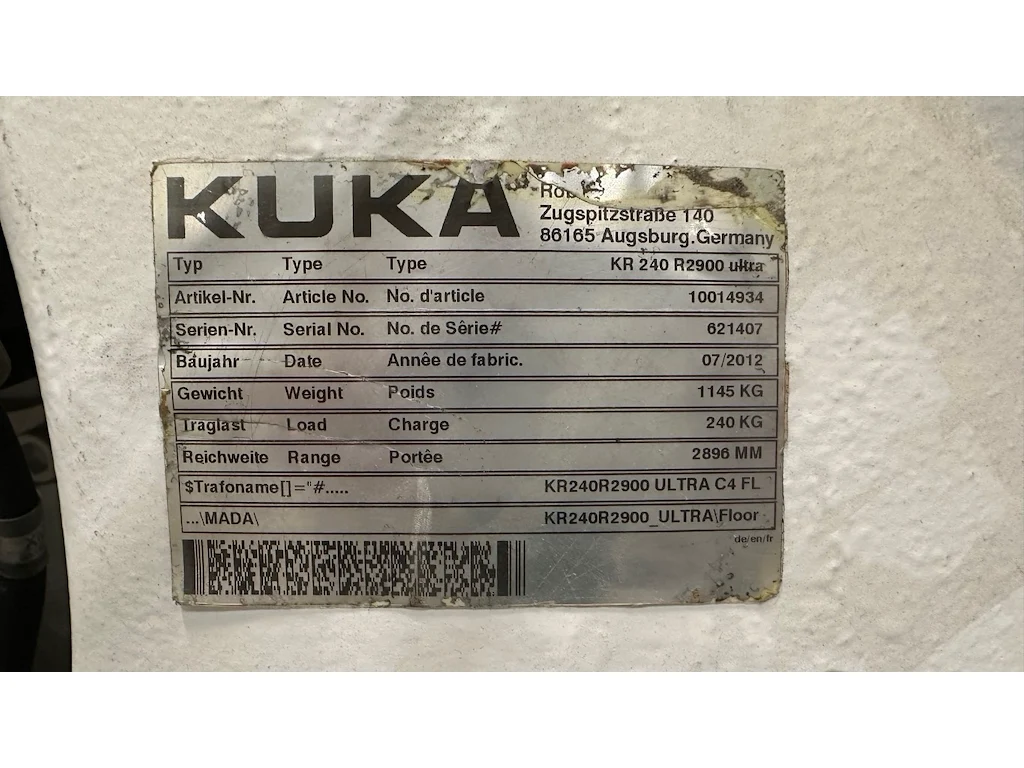 KUKA
Zugspitzstraße 140
86165 Augsburg.Germany
Typ Type Type KR 240 R2900 ultra
Artikel-Nr. Article No. No. d'article 10014934
Serien-Nr. Serial No. No. de Sêrie# 621407
Baujahr Date Annêe de fabric. 07/2012
Gewicht Weight Poids 1145 KG
Traglast Load Charge 240 KG
Reichweite Range Portêe 2896 MM
$Trafoname[]="#..... KR240R2900 ULTRA C4 FL
...\MADA\ KR240R2900_ULTRA\Floor
de/en/fr